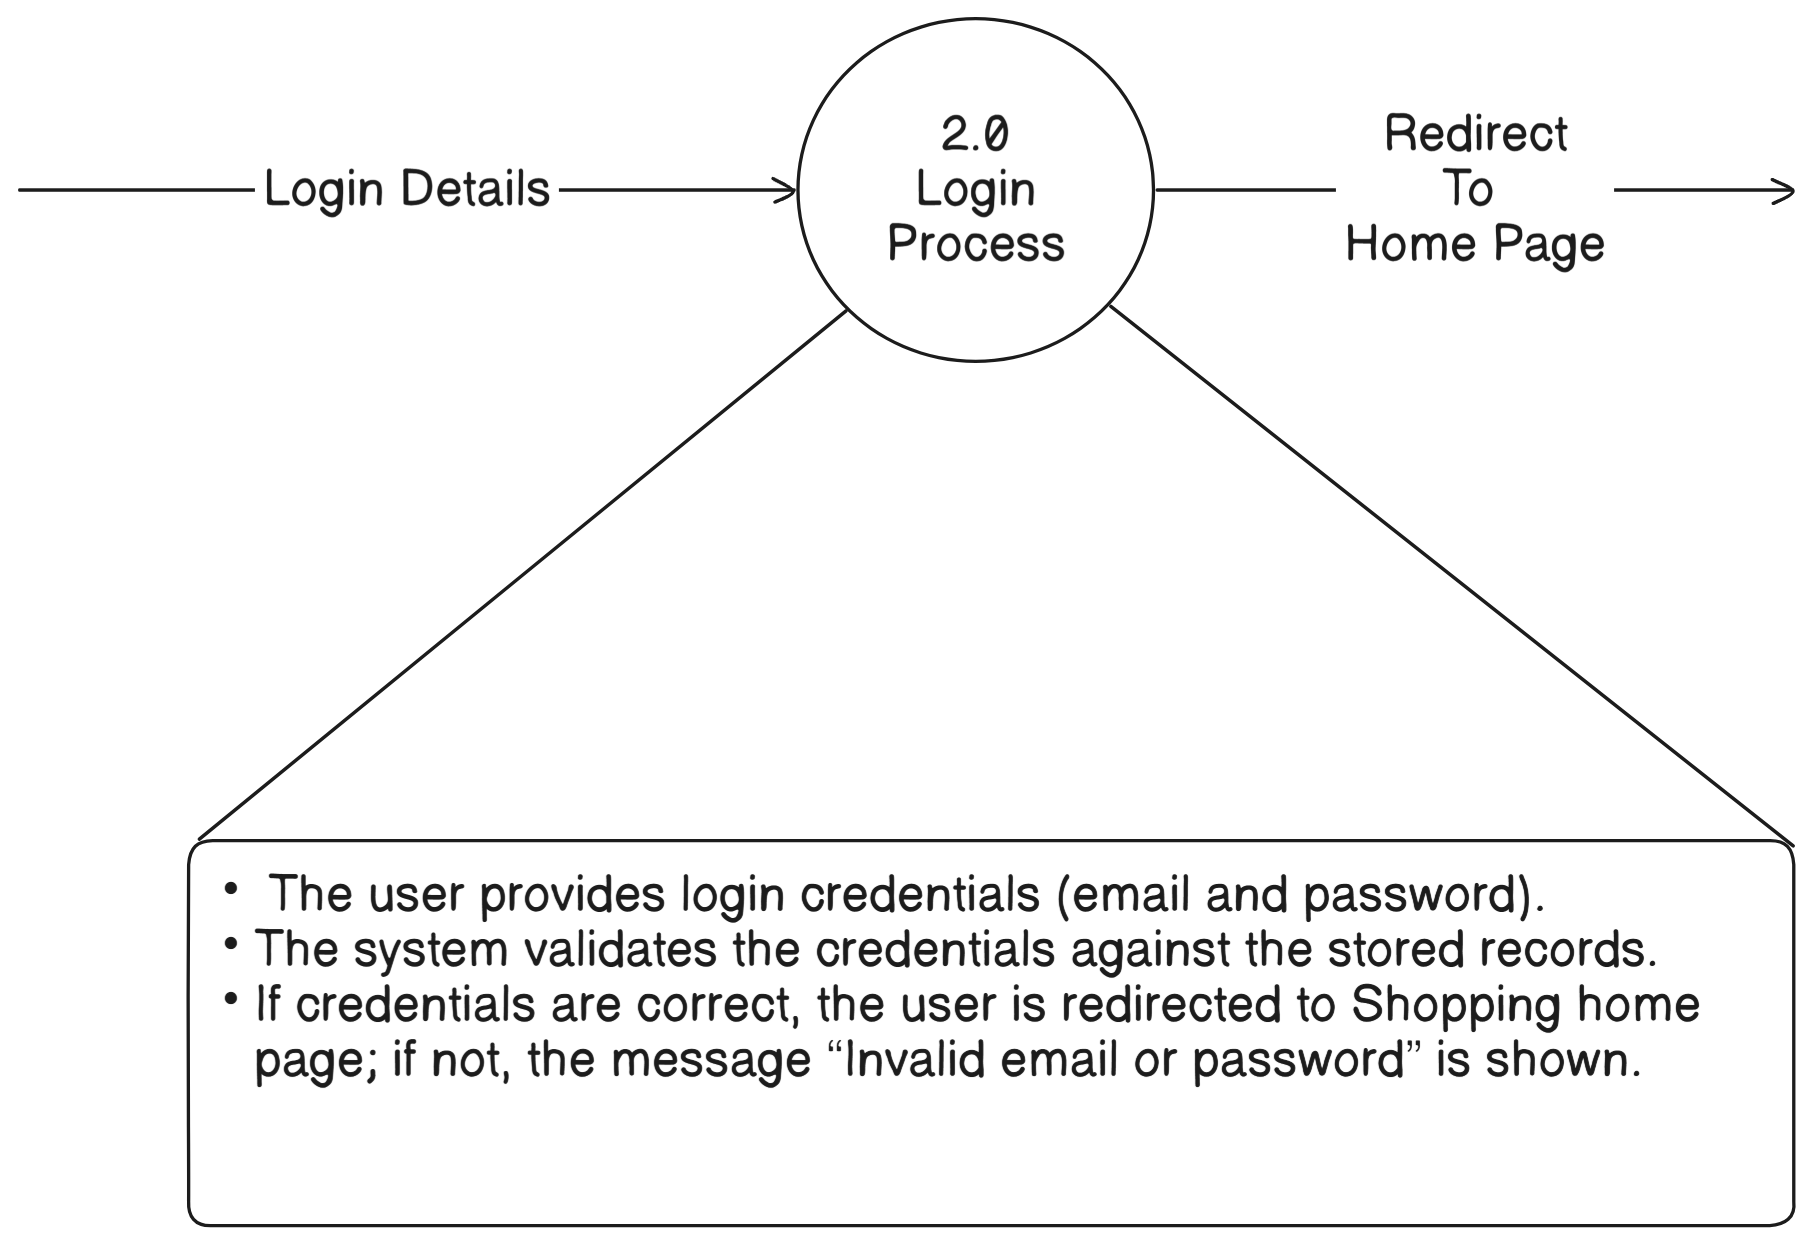 2.0
Login Details
Login
Process
Redirect
To
Home Page
• The user provides login credentials (email and password).
• The system validates the credentials against the stored records.
• If credentials are correct, the user is redirected to Shopping home
page; if not, the message “Invalid email or password” is shown.